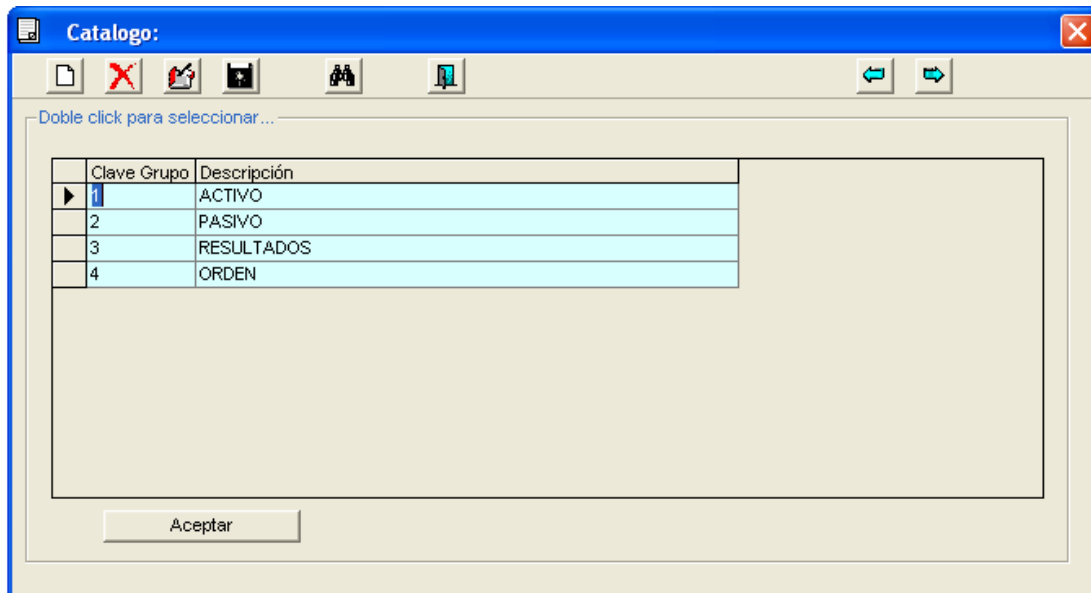 Catalogo:
Doble click para seleccionar...
Clave Grupo Descripción
1 ACTIVO
2 PASIVO
3 RESULTADOS
4 ORDEN
Aceptar